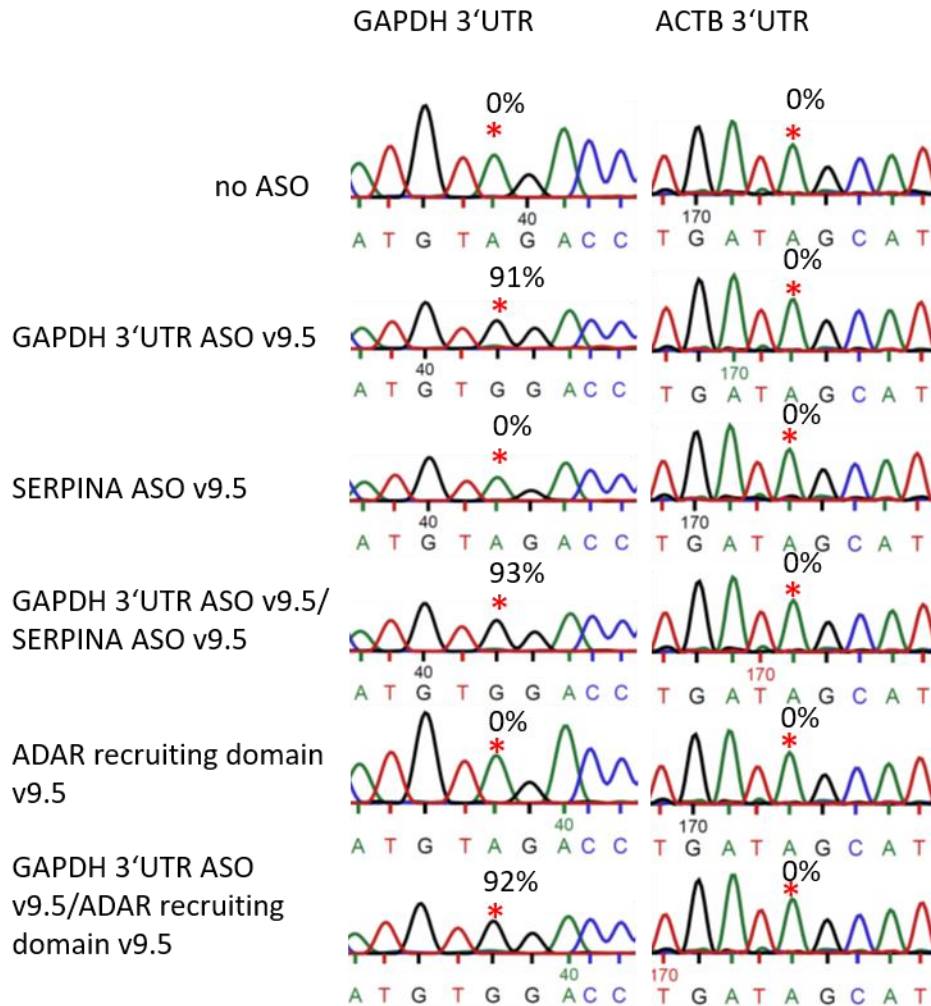 GAPDH 3‘UTR ACTB 3‘UTR
0% 0%
* *
no ASO
40 170
A T G T A G A C C T G A T A G C A T
91% 0%
* *
GAPDH 3‘UTR ASO v9.5
40 170
A T G T G G A C C T G A T A G C A T
0% 0%
* *
SERPINA ASO v9.5
40 170
A T G T A G A C C T G A T A G C A T
93% 0%
* *
GAPDH 3‘UTR ASO v9.5/
SERPINA ASO v9.5
40 170
A T G T G G A C C T G A T A G C A T
0% 0%
* *
ADAR recruiting domain
v9.5
40 170
A T G T A G A C C T G A T A G C A T
92% 0%
* *
GAPDH 3‘UTR ASO
v9.5/ADAR recruiting
domain v9.5
40 170
A T G T G G A C C T G A T A G C A T